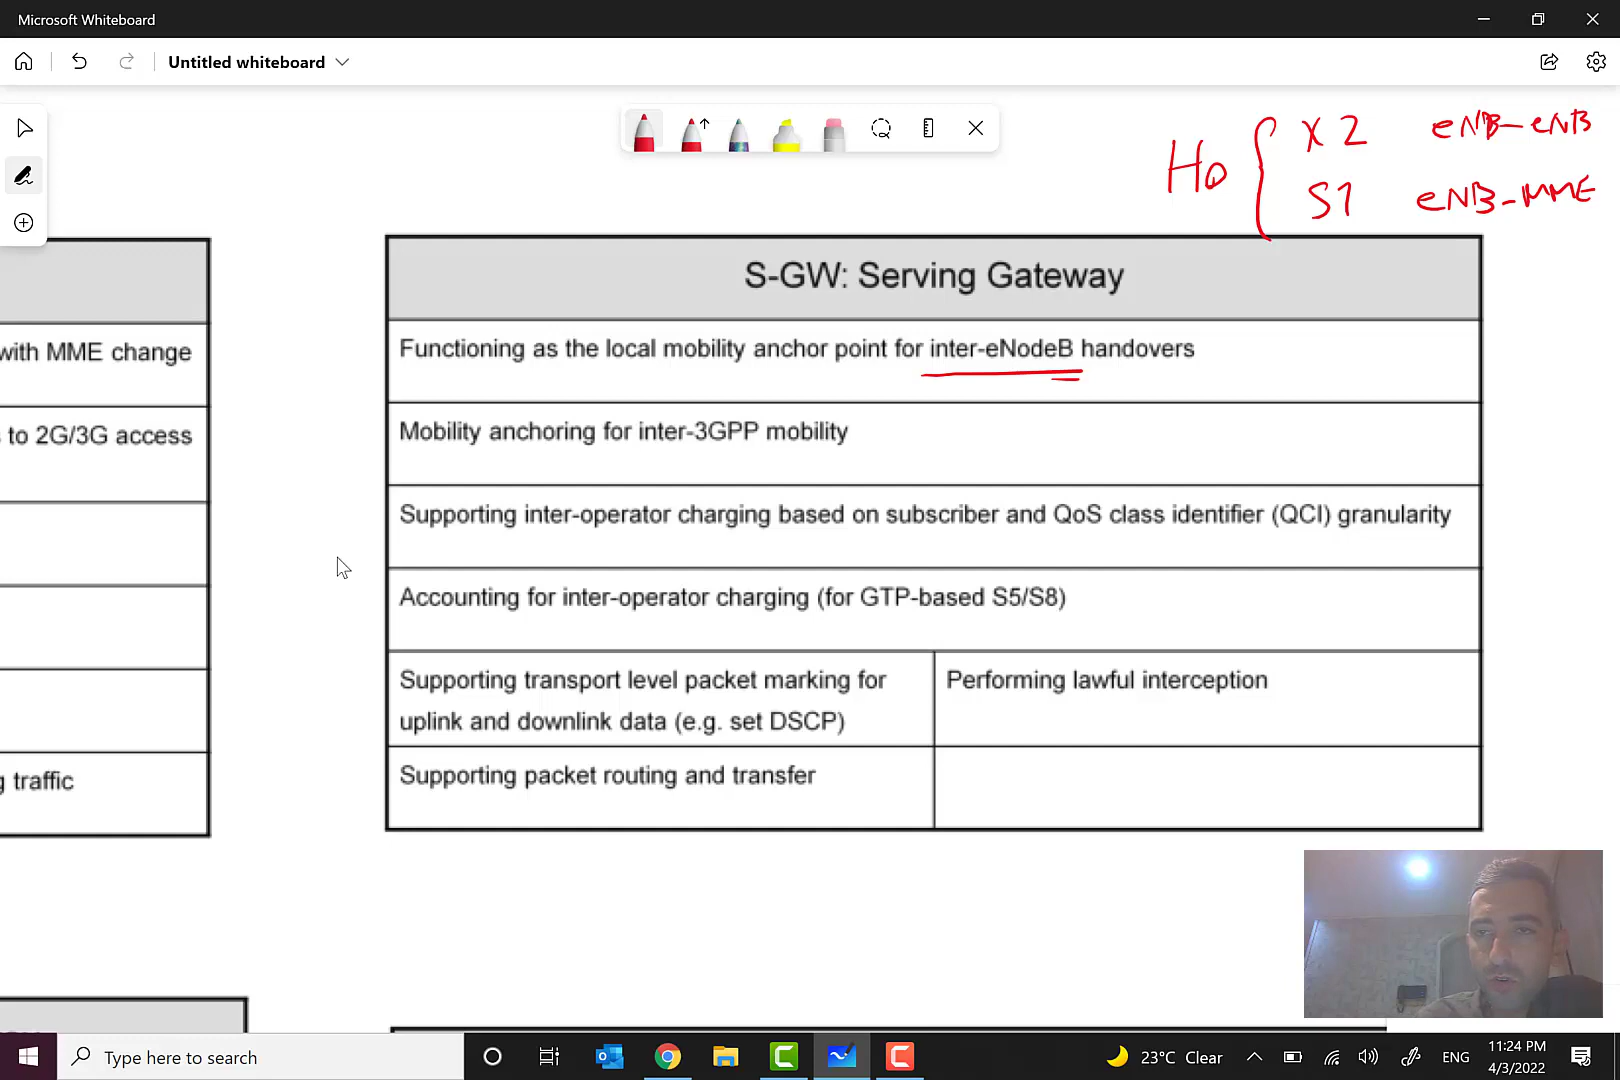 Microsoft Whiteboard
Untitled whiteboard
Ho { X2 eNB-eNB
S1 eNB-MME
with MME change
s to 2G/3G access
g traffic
S-GW: Serving Gateway
Functioning as the local mobility anchor point for inter-eNodeB handovers
Mobility anchoring for inter-3GPP mobility
Supporting inter-operator charging based on subscriber and QoS class identifier (QCI) granularity
Accounting for inter-operator charging (for GTP-based S5/S8)
Supporting transport level packet marking for
uplink and downlink data (e.g. set DSCP)
Performing lawful interception
Supporting packet routing and transfer
Type here to search
23°C Clear
ENG
11:24 PM
4/3/2022